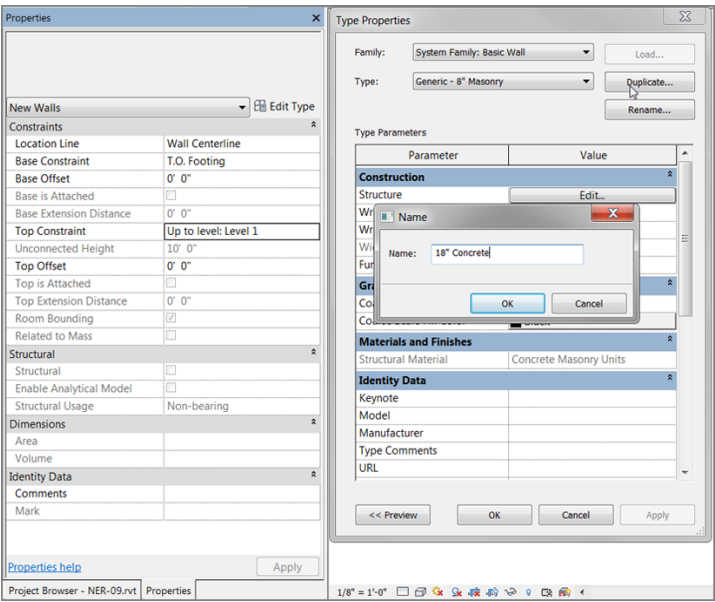 Properties
New Walls
Edit Type
Constraints
Location Line Wall Centerline
Base Constraint T.O. Footing
Base Offset 0' 0"
Base is Attached
Base Extension Distance 0' 0"
Top Constraint Up to level: Level 1
Unconnected Height 10' 0"
Top Offset 0' 0"
Top is Attached
Top Extension Distance 0' 0"
Room Bounding
Related to Mass
Structural
Structural
Enable Analytical Model
Structural Usage Non-bearing
Dimensions
Area
Volume
Identity Data
Comments
Mark
Properties help
Apply
Project Browser - NER-09.rvt Properties
Type Properties
Family: System Family: Basic Wall Load...
Type: Generic - 8" Masonry Duplicate...
Rename...
Type Parameters
Parameter Value
Construction
Structure Edit...
Name
Name: 18" Concrete
OK Cancel
Materials and Finishes
Structural Material Concrete Masonry Units
Identity Data
Keynote
Model
Manufacturer
Type Comments
URL
<< Preview OK Cancel Apply
1/8" = 1'-0"